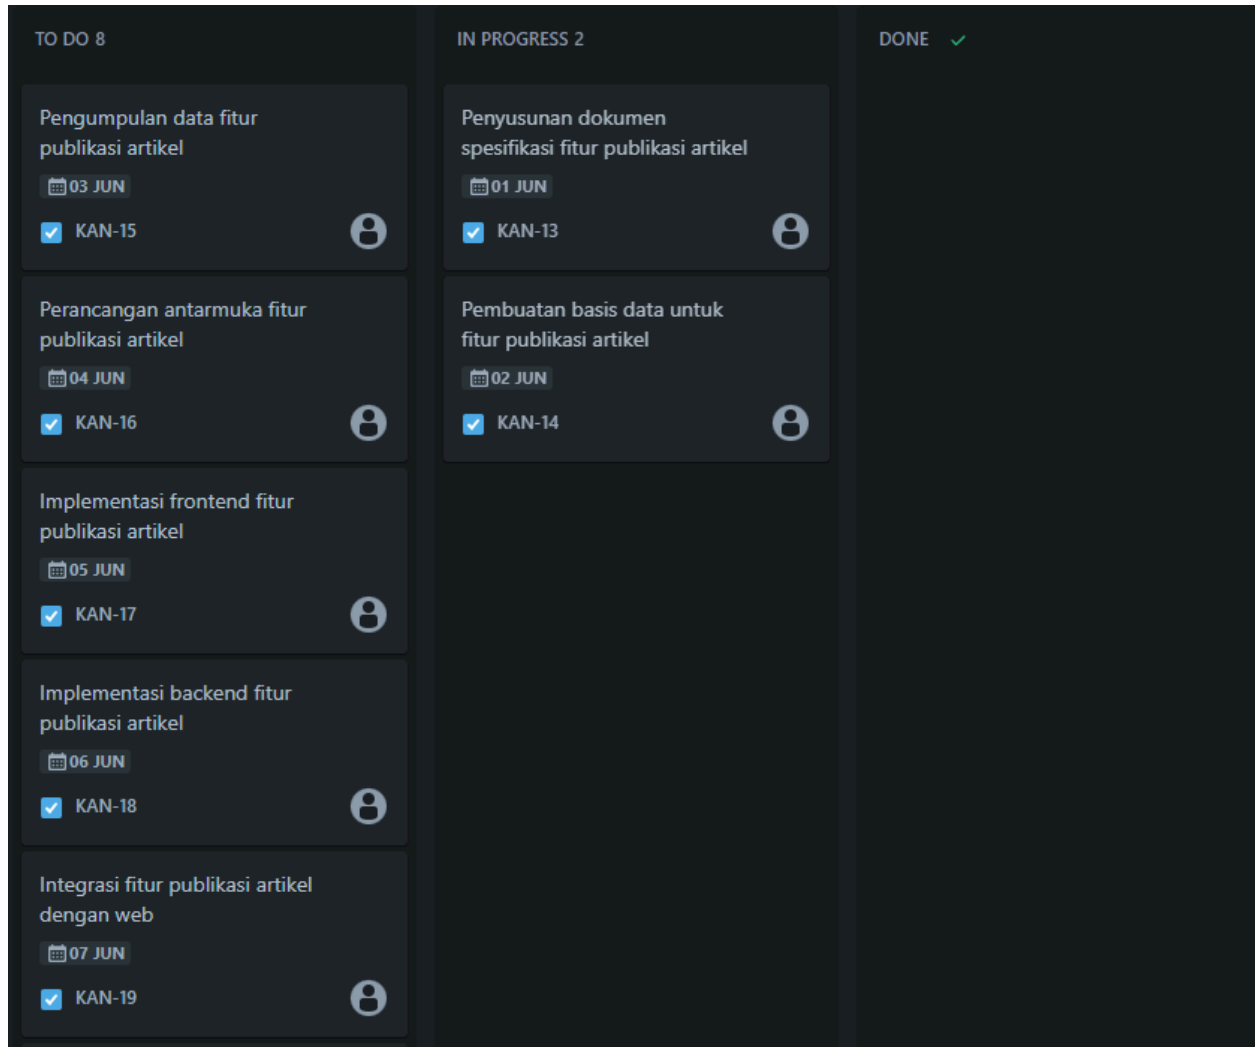 TO DO 8
Pengumpulan data fitur
publikasi artikel
03 JUN
KAN-15
Perancangan antarmuka fitur
publikasi artikel
04 JUN
KAN-16
Implementasi frontend fitur
publikasi artikel
05 JUN
KAN-17
Implementasi backend fitur
publikasi artikel
06 JUN
KAN-18
Integrasi fitur publikasi artikel
dengan web
07 JUN
KAN-19
IN PROGRESS 2
Penyusunan dokumen
spesifikasi fitur publikasi artikel
01 JUN
KAN-13
Pembuatan basis data untuk
fitur publikasi artikel
02 JUN
KAN-14
DONE